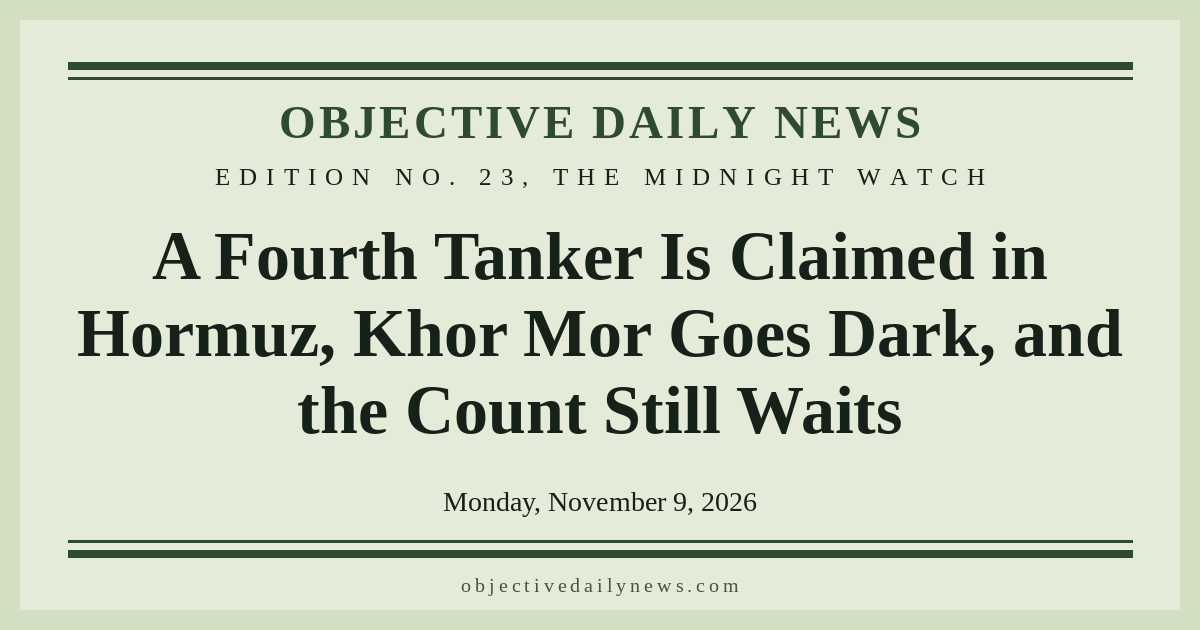 OBJECTIVE DAILY NEWS
EDITION NO. 23, THE MIDNIGHT WATCH
A Fourth Tanker Is Claimed in
Hormuz, Khor Mor Goes Dark, and
the Count Still Waits
Monday, November 9, 2026
objectivedailynews.com